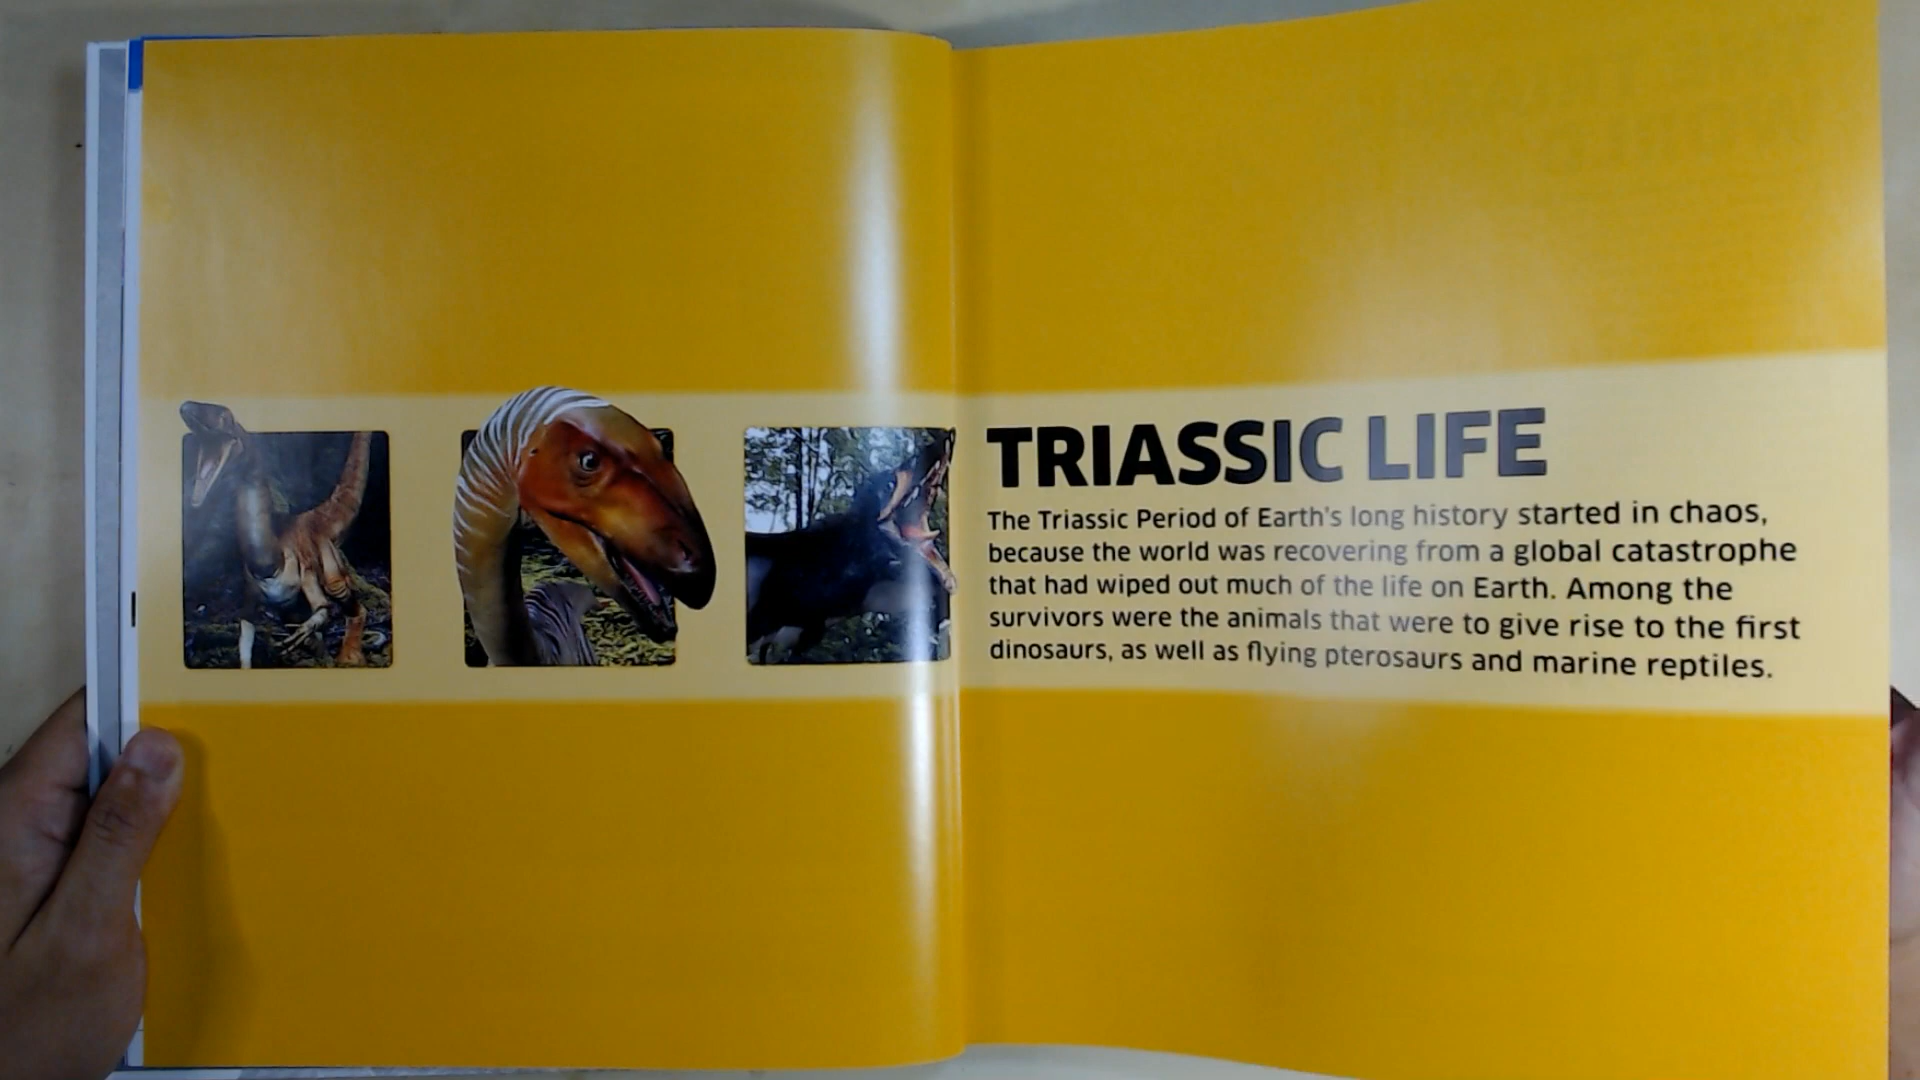 TRIASSIC LIFE
The Triassic Period of Earth's long history started in chaos,
because the world was recovering from a global catastrophe
that had wiped out much of the life on Earth. Among the
survivors were the animals that were to give rise to the first
dinosaurs, as well as flying pterosaurs and marine reptiles.